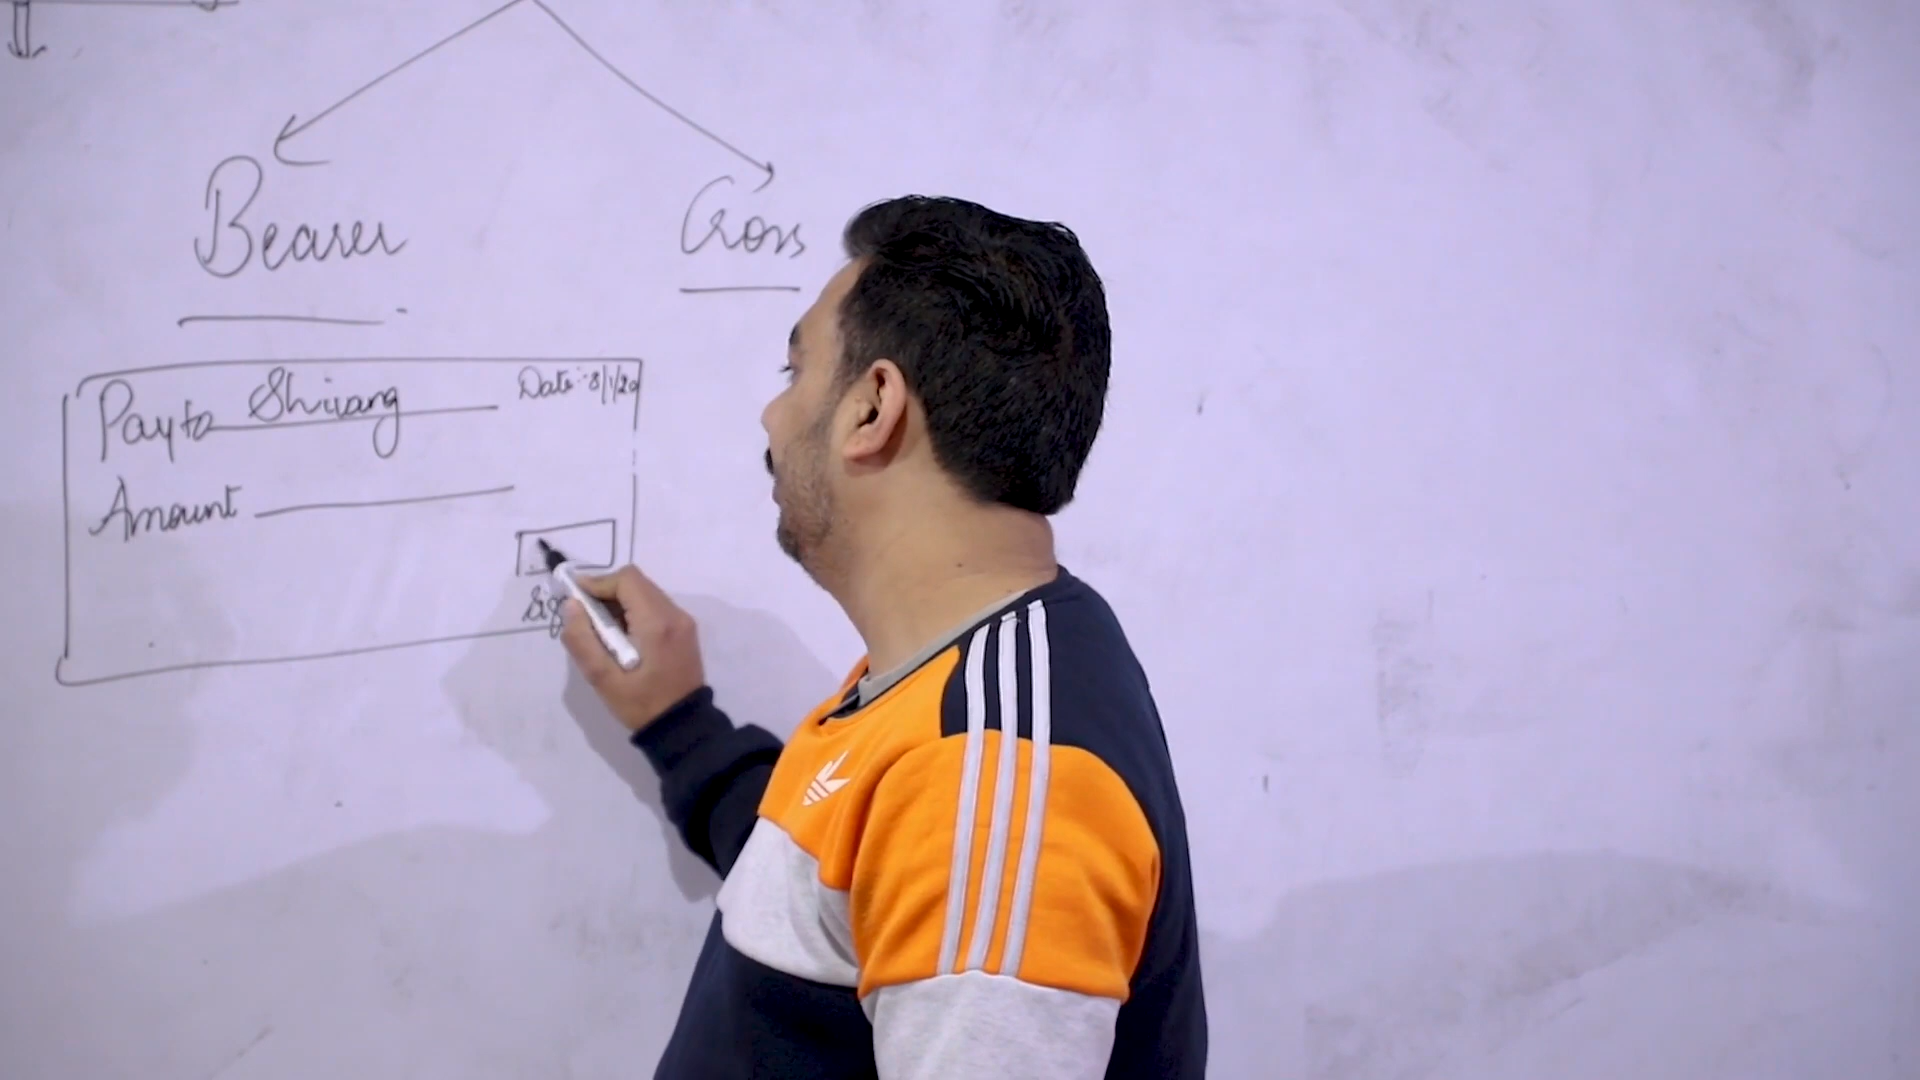 Bearer
Cross
Pay to Shivang
Date:- 8/1/20
Amount